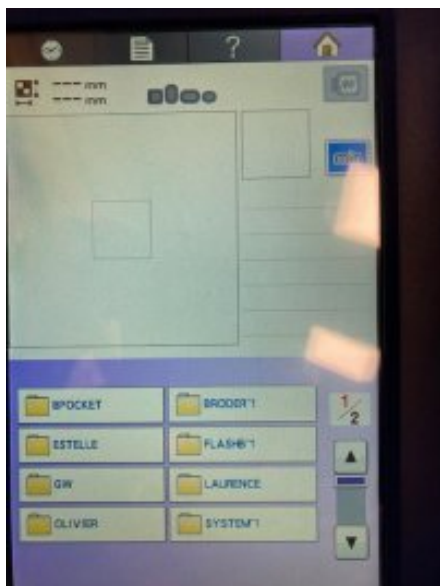 ?
--- mm
--- mm
BPOCKET
BRODER~1
1/2
ESTELLE
FLASHB~1
GW
LAURENCE
OLIVIER
SYSTEM~1